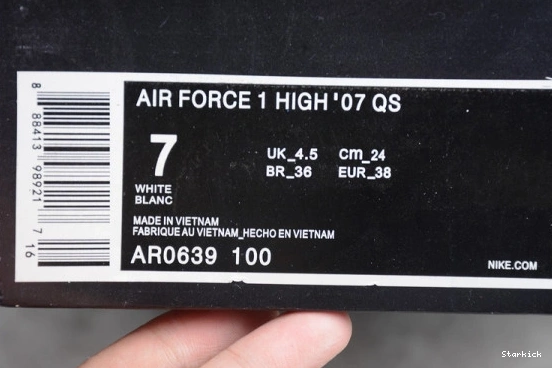 AIR FORCE 1 HIGH '07 QS
7
UK_4.5 cm_24
BR_36 EUR_38
WHITE
BLANC
MADE IN VIETNAM
FABRIQUE AU VIETNAM_HECHO EN VIETNAM
AR0639 100
NIKE.COM
8 88413 98921 7 16
Starkick